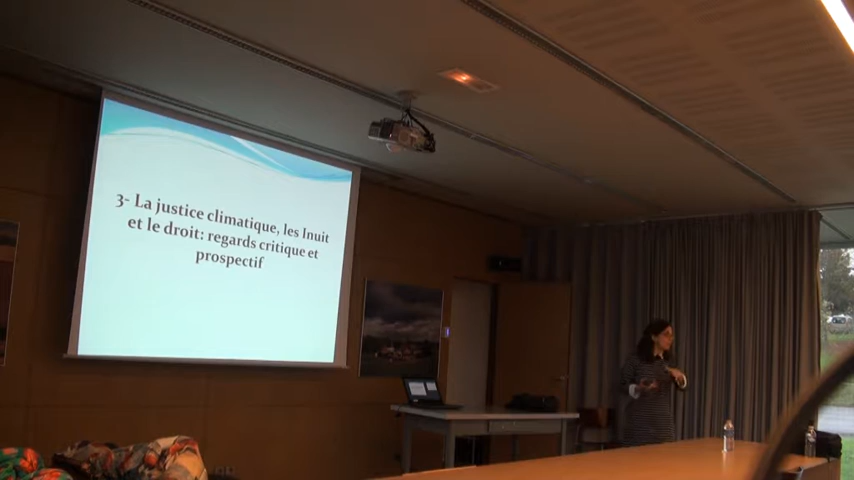 3- La justice climatique, les Inuit
et le droit: regards critique et
prospectif